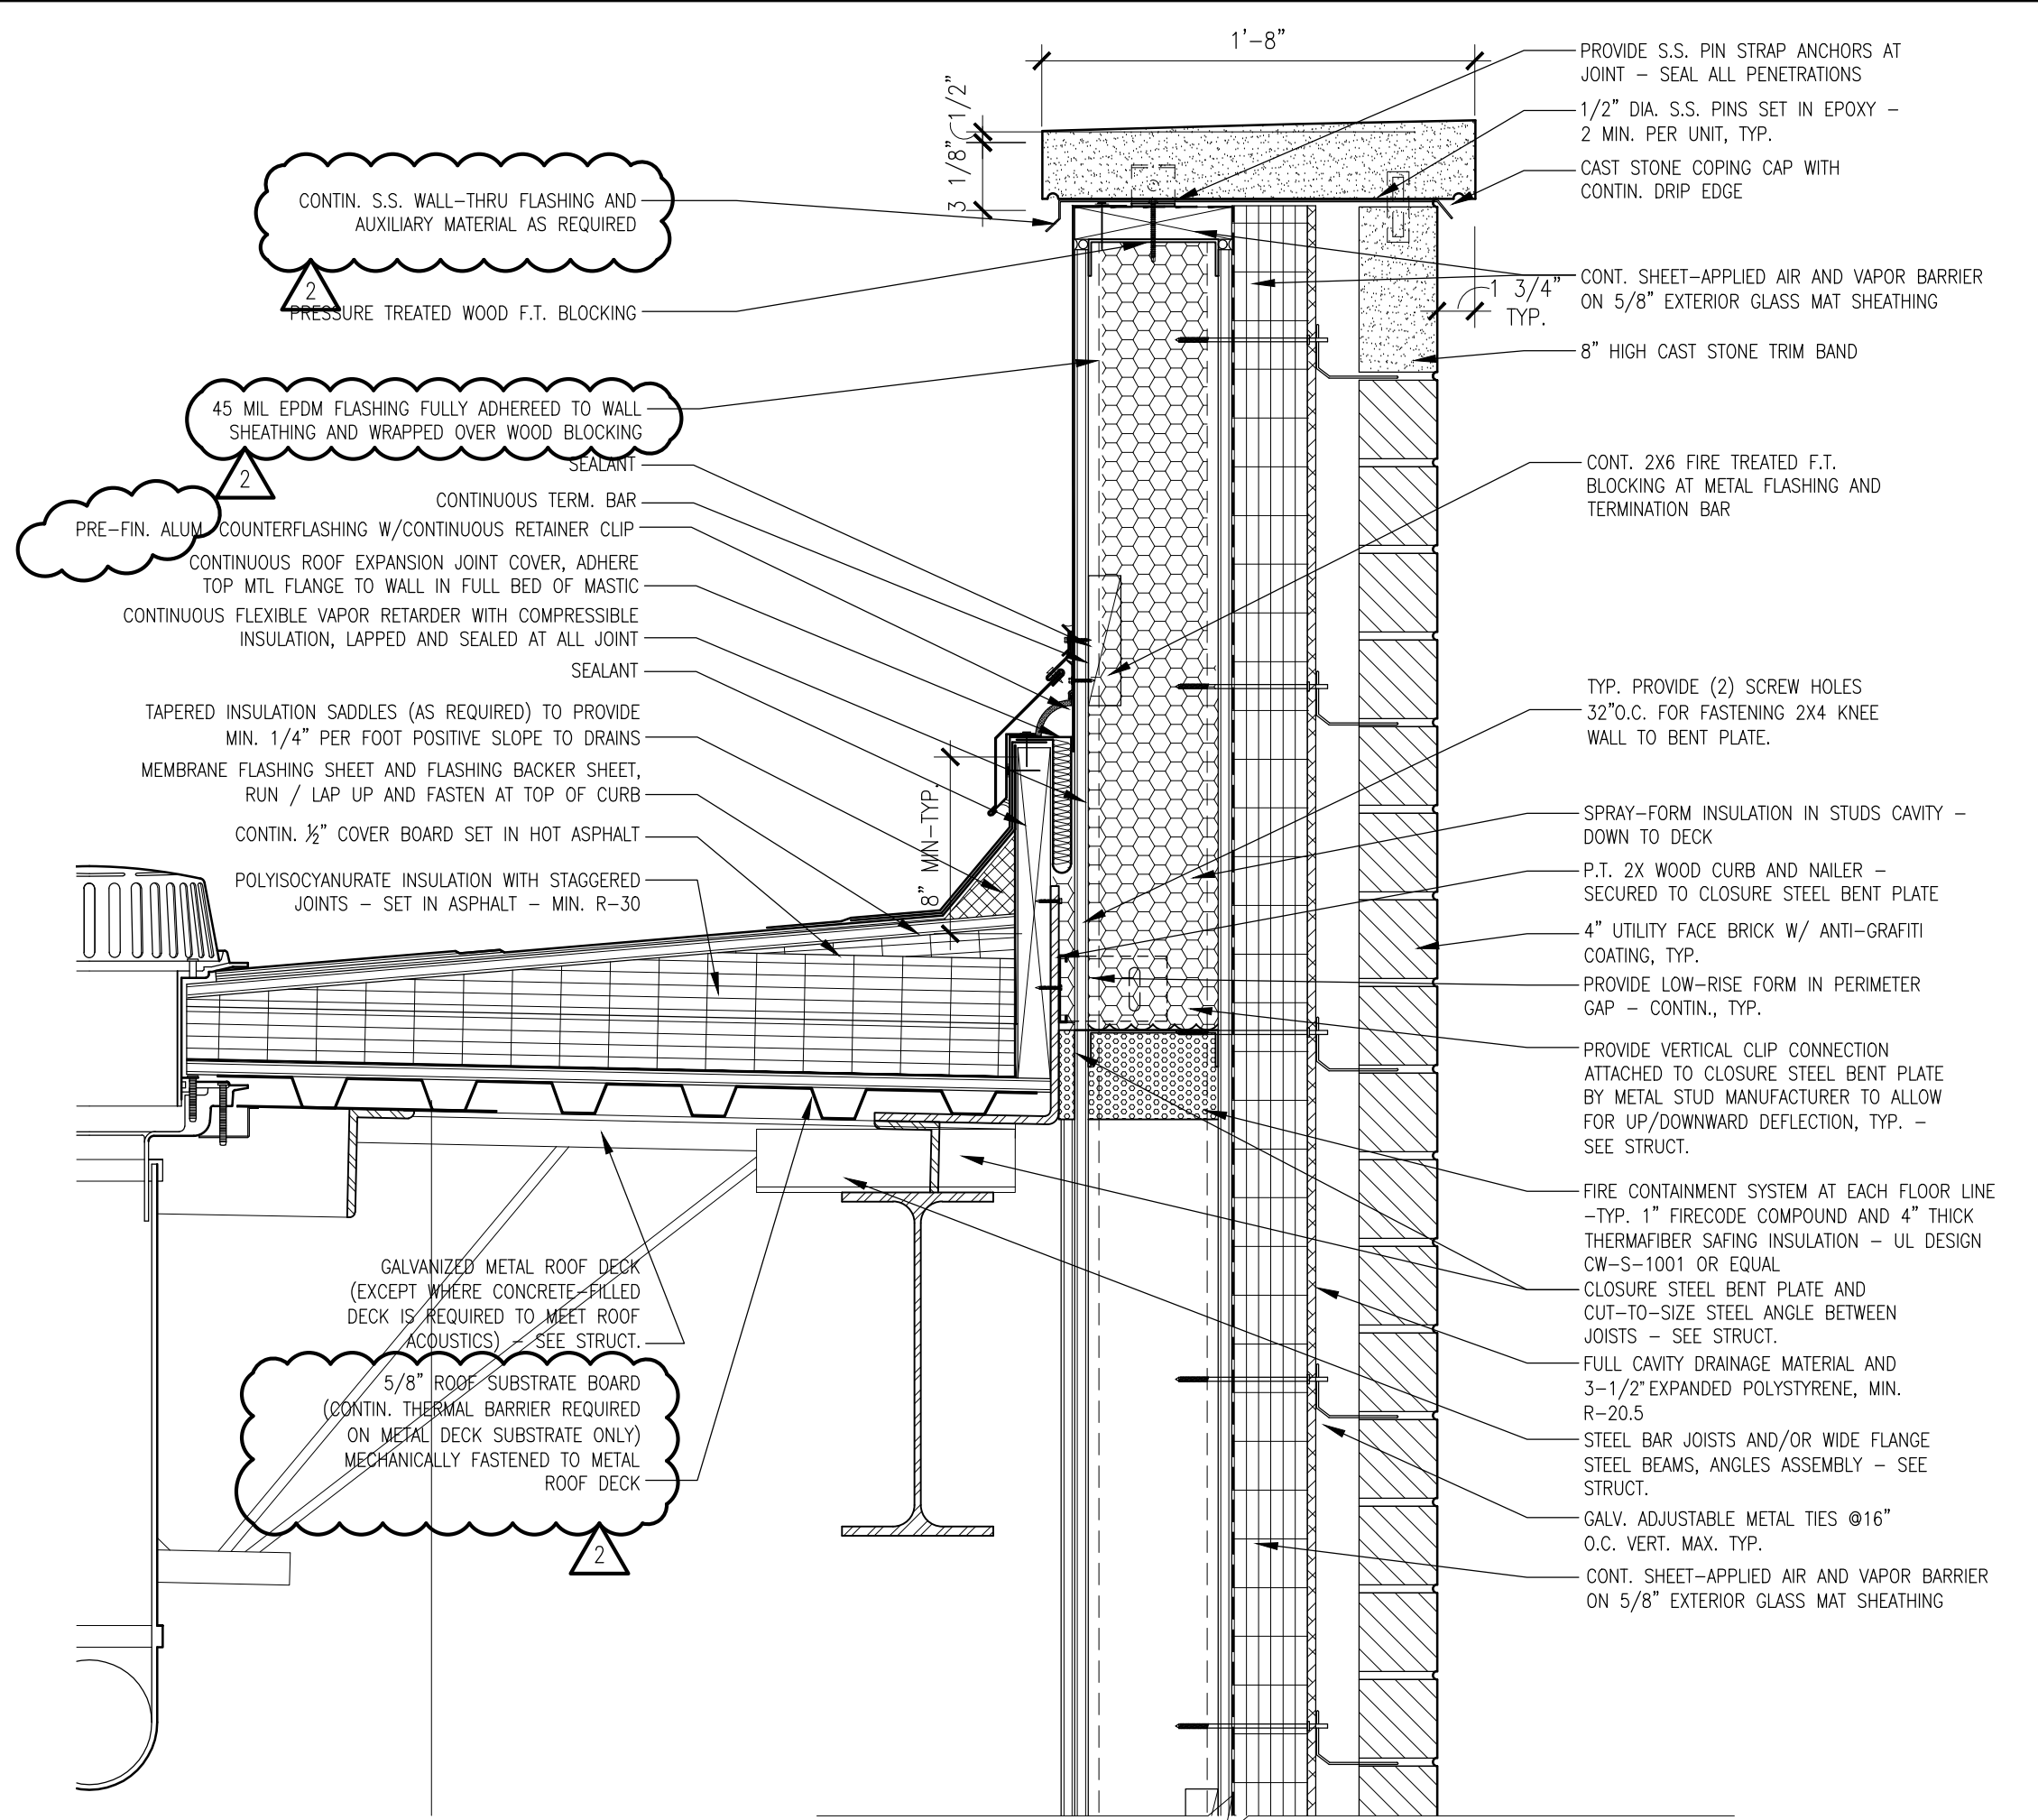 1'-8"
1/2"
3 1/8"
CONTIN. S.S. WALL-THRU FLASHING AND
AUXILIARY MATERIAL AS REQUIRED
2
PRESSURE TREATED WOOD F.T. BLOCKING
45 MIL EPDM FLASHING FULLY ADHEREED TO WALL
SHEATHING AND WRAPPED OVER WOOD BLOCKING
2
SEALANT
CONTINUOUS TERM. BAR
PRE-FIN. ALUM. COUNTERFLASHING W/CONTINUOUS RETAINER CLIP
CONTINUOUS ROOF EXPANSION JOINT COVER, ADHERE
TOP MTL FLANGE TO WALL IN FULL BED OF MASTIC
CONTINUOUS FLEXIBLE VAPOR RETARDER WITH COMPRESSIBLE
INSULATION, LAPPED AND SEALED AT ALL JOINT
SEALANT
TAPERED INSULATION SADDLES (AS REQUIRED) TO PROVIDE
MIN. 1/4" PER FOOT POSITIVE SLOPE TO DRAINS
MEMBRANE FLASHING SHEET AND FLASHING BACKER SHEET,
RUN / LAP UP AND FASTEN AT TOP OF CURB
CONTIN. ½" COVER BOARD SET IN HOT ASPHALT
POLYISOCYANURATE INSULATION WITH STAGGERED
JOINTS - SET IN ASPHALT - MIN. R-30
8" MIN-TYP.
GALVANIZED METAL ROOF DECK
(EXCEPT WHERE CONCRETE-FILLED
DECK IS REQUIRED TO MEET ROOF
ACOUSTICS) - SEE STRUCT.
5/8" ROOF SUBSTRATE BOARD
(CONTIN. THERMAL BARRIER REQUIRED
ON METAL DECK SUBSTRATE ONLY)
MECHANICALLY FASTENED TO METAL
ROOF DECK
2
PROVIDE S.S. PIN STRAP ANCHORS AT
JOINT - SEAL ALL PENETRATIONS
1/2" DIA. S.S. PINS SET IN EPOXY -
2 MIN. PER UNIT, TYP.
CAST STONE COPING CAP WITH
CONTIN. DRIP EDGE
CONT. SHEET-APPLIED AIR AND VAPOR BARRIER
ON 5/8" EXTERIOR GLASS MAT SHEATHING
1 3/4"
TYP.
8" HIGH CAST STONE TRIM BAND
CONT. 2X6 FIRE TREATED F.T.
BLOCKING AT METAL FLASHING AND
TERMINATION BAR
TYP. PROVIDE (2) SCREW HOLES
32"O.C. FOR FASTENING 2X4 KNEE
WALL TO BENT PLATE.
SPRAY-FORM INSULATION IN STUDS CAVITY -
DOWN TO DECK
P.T. 2X WOOD CURB AND NAILER -
SECURED TO CLOSURE STEEL BENT PLATE
4" UTILITY FACE BRICK W/ ANTI-GRAFITI
COATING, TYP.
PROVIDE LOW-RISE FORM IN PERIMETER
GAP - CONTIN., TYP.
PROVIDE VERTICAL CLIP CONNECTION
ATTACHED TO CLOSURE STEEL BENT PLATE
BY METAL STUD MANUFACTURER TO ALLOW
FOR UP/DOWNWARD DEFLECTION, TYP. -
SEE STRUCT.
FIRE CONTAINMENT SYSTEM AT EACH FLOOR LINE
-TYP. 1" FIRECODE COMPOUND AND 4" THICK
THERMAFIBER SAFING INSULATION - UL DESIGN
CW-S-1001 OR EQUAL
CLOSURE STEEL BENT PLATE AND
CUT-TO-SIZE STEEL ANGLE BETWEEN
JOISTS - SEE STRUCT.
FULL CAVITY DRAINAGE MATERIAL AND
3-1/2" EXPANDED POLYSTYRENE, MIN.
R-20.5
STEEL BAR JOISTS AND/OR WIDE FLANGE
STEEL BEAMS, ANGLES ASSEMBLY - SEE
STRUCT.
GALV. ADJUSTABLE METAL TIES @16"
O.C. VERT. MAX. TYP.
CONT. SHEET-APPLIED AIR AND VAPOR BARRIER
ON 5/8" EXTERIOR GLASS MAT SHEATHING